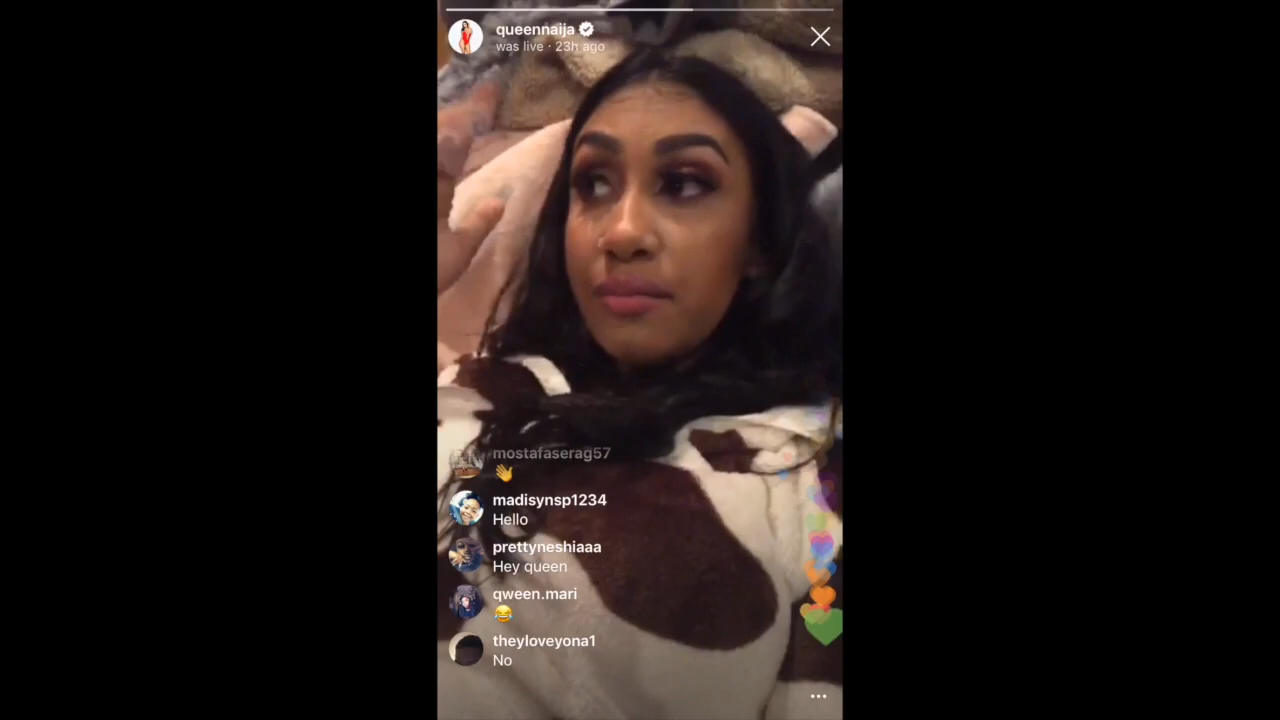 queennaija
was live · 23h ago
mostafaserag57
👋
madisynsp1234
Hello
prettyneshiaaa
Hey queen
qween.mari
😂
theyloveyona1
No